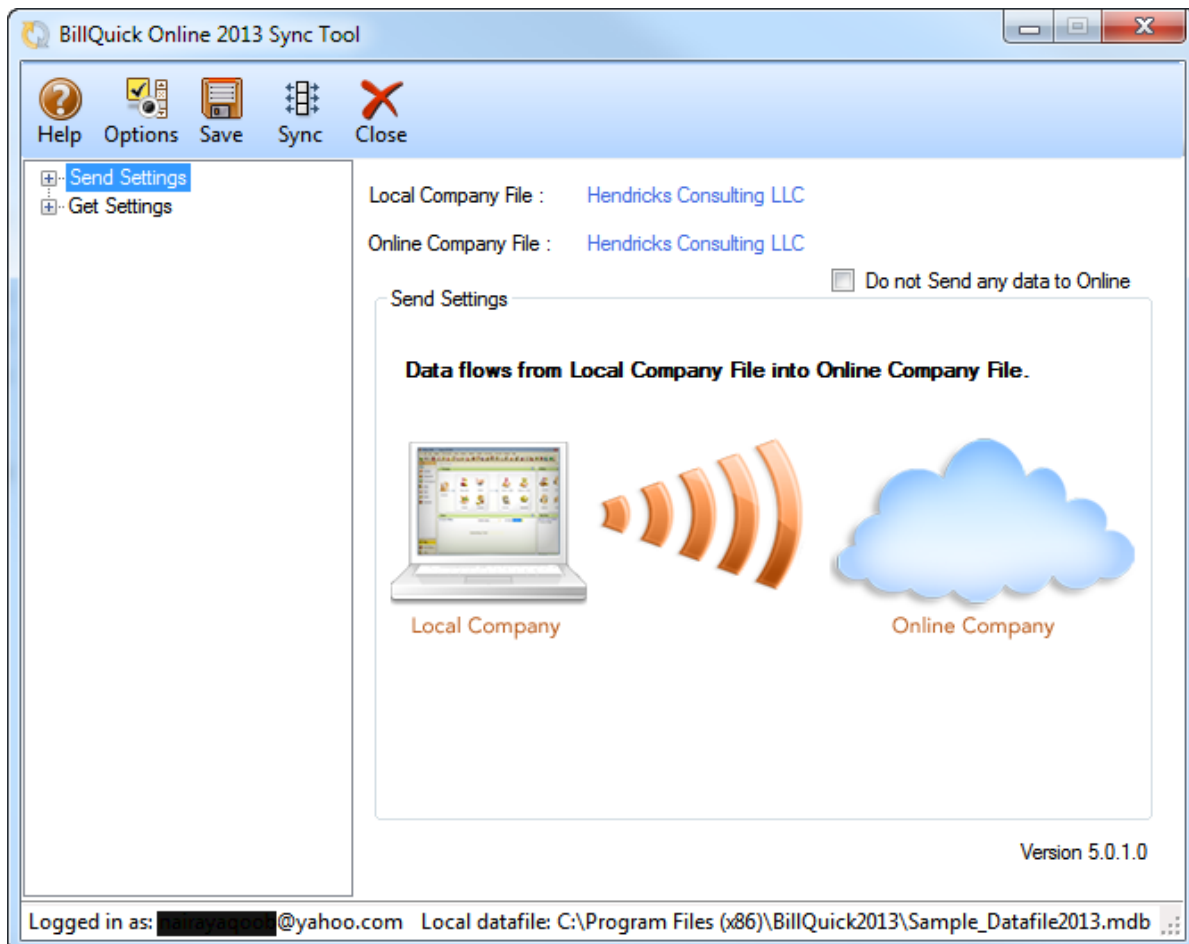 BillQuick Online 2013 Sync Tool
Help Options Save Sync Close
Send Settings
Get Settings
Local Company File : Hendricks Consulting LLC
Online Company File : Hendricks Consulting LLC
Do not Send any data to Online
Send Settings
Data flows from Local Company File into Online Company File.
Local Company
Online Company
Version 5.0.1.0
Logged in as: @yahoo.com Local datafile: C:\Program Files (x86)\BillQuick2013\Sample_Datafile2013.mdb